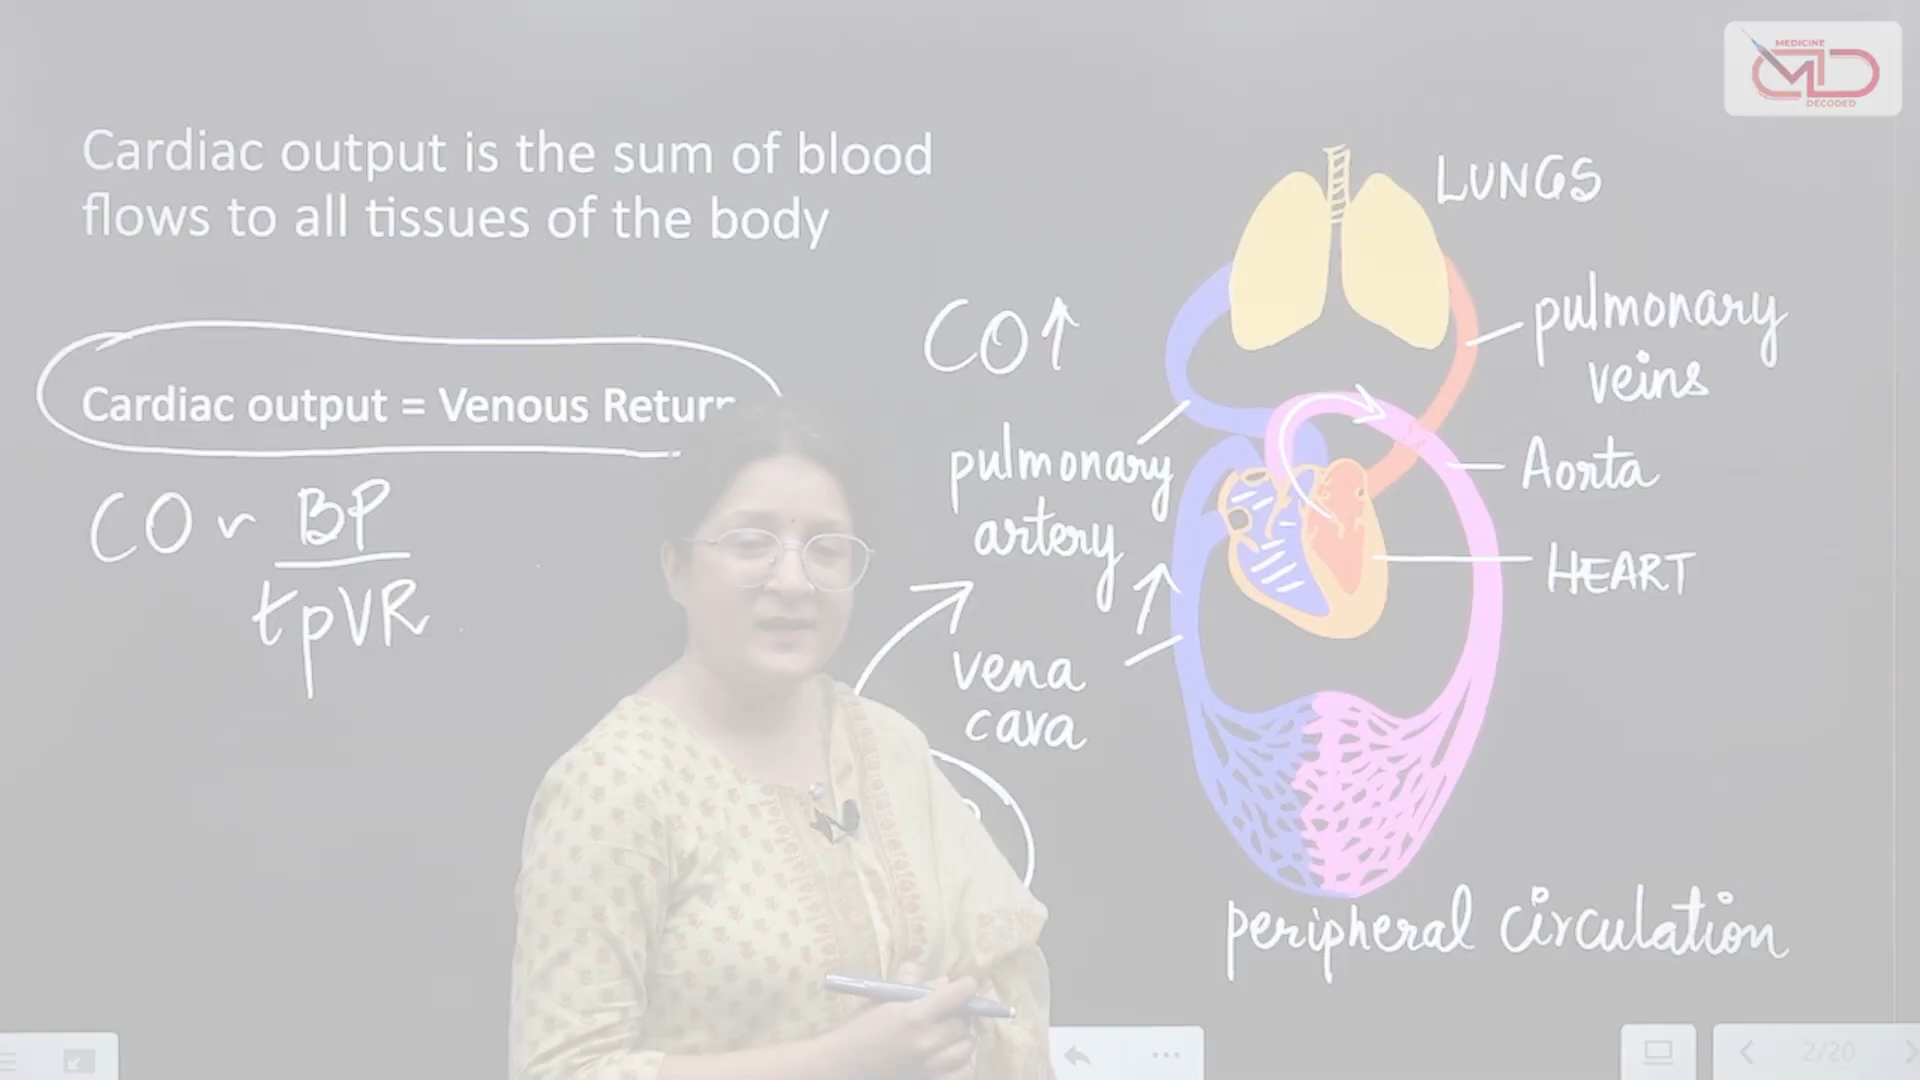 MEDICINE
MD
DECODED
Cardiac output is the sum of blood
flows to all tissues of the body
LUNGS
pulmonary
veins
CO↑
Cardiac output = Venous Return
pulmonary
artery
Aorta
CO
BP
tpVR
HEART
vena
cava
peripheral circulation
2/20